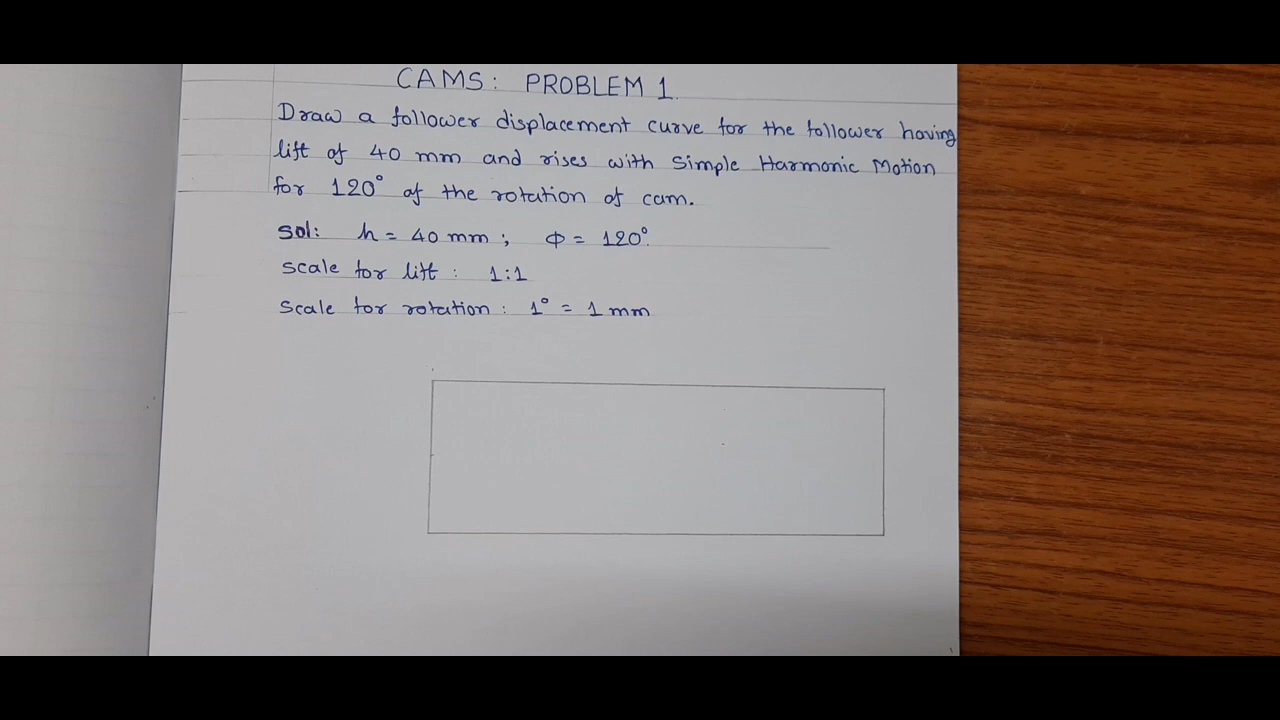 CAMS: PROBLEM 1.
Draw a follower displacement curve for the follower having
lift of 40 mm and rises with Simple Harmonic Motion
for 120° of the rotation of cam.
Sol: h = 40 mm; Φ = 120°.
Scale for lift : 1:1
Scale for rotation : 1° = 1 mm